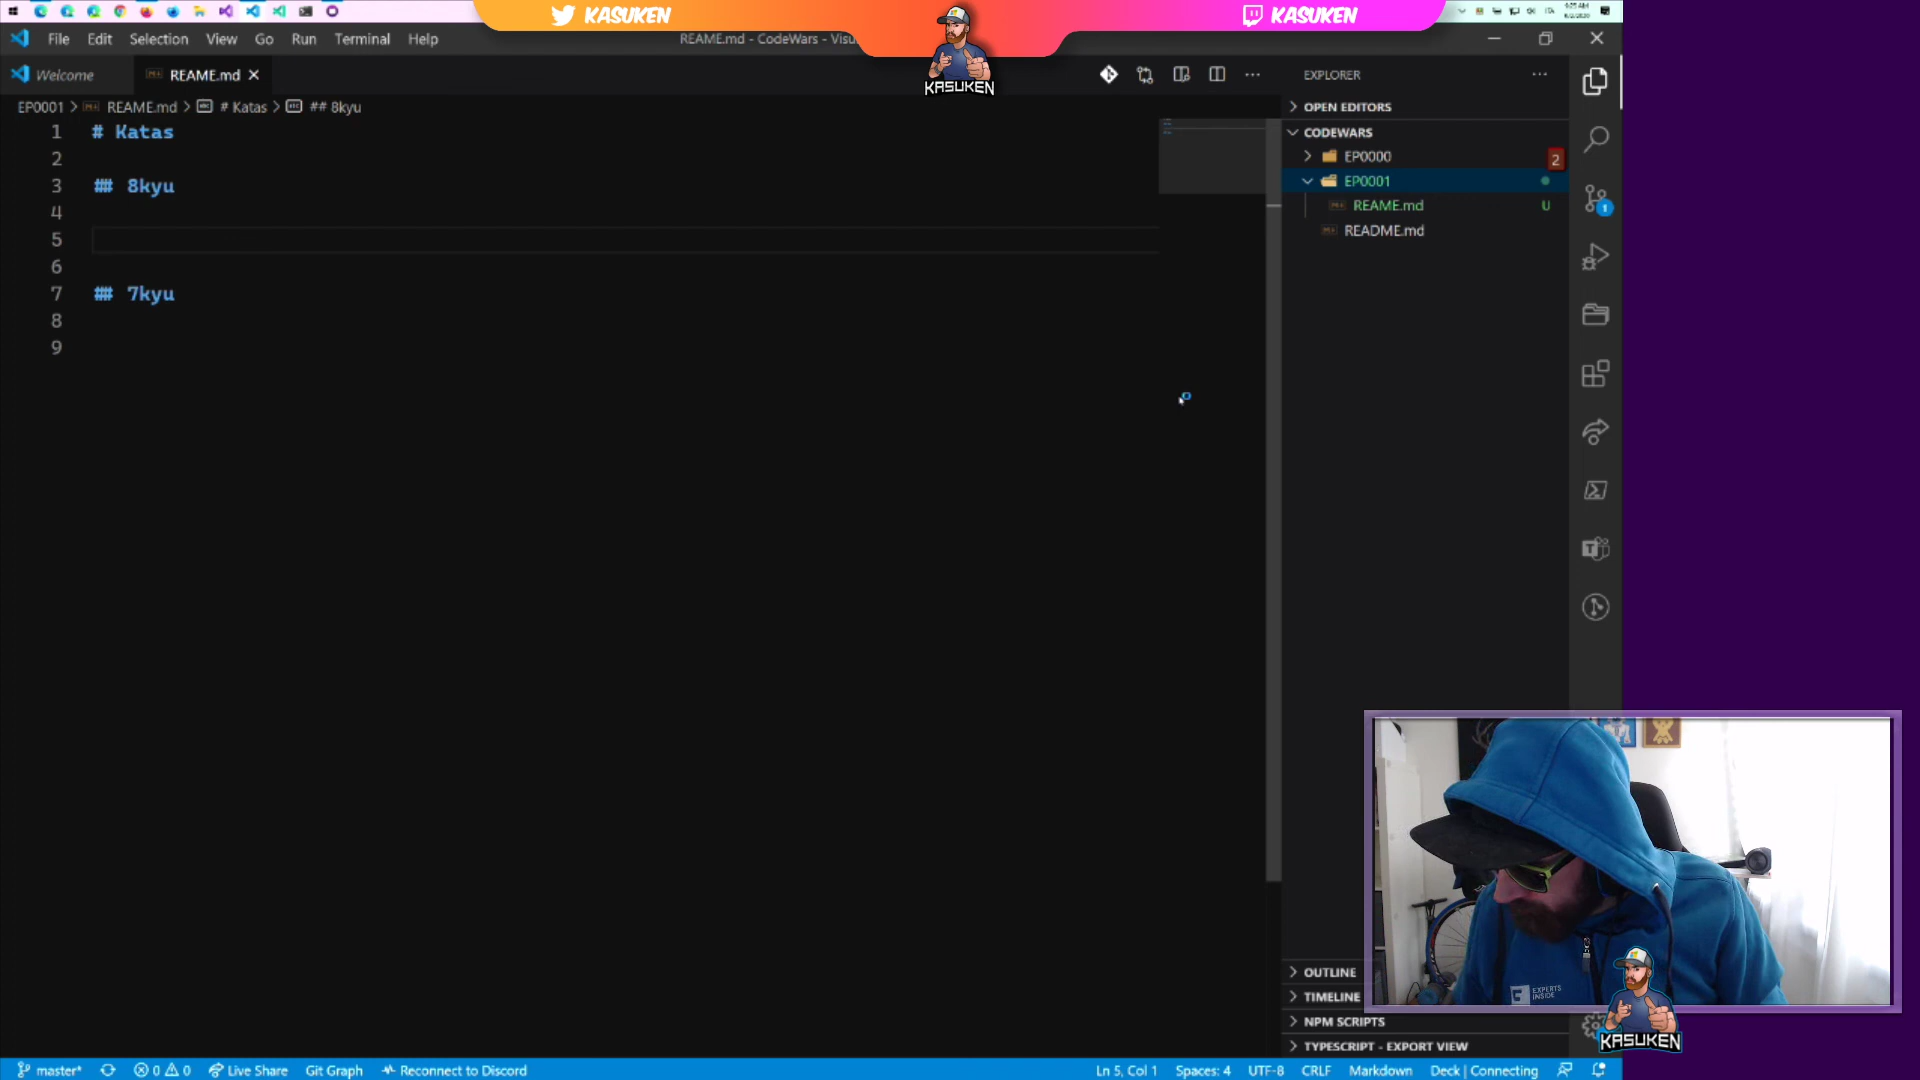 KASUKEN
KASUKEN
KASUKEN
File Edit Selection View Go Run Terminal Help
REAME.md - CodeWars - Visu
Welcome
REAME.md
EXPLORER
EP0001 > REAME.md > # Katas > ## 8kyu
OPEN EDITORS
CODEWARS
EP0000
2
EP0001
REAME.md U
README.md
1
1 # Katas
2
3 ## 8kyu
4
5
6
7 ## 7kyu
8
9
EXPERTS
INSIDE
KASUKEN
OUTLINE
TIMELINE
NPM SCRIPTS
TYPESCRIPT - EXPORT VIEW
master* 0 0 Live Share Git Graph Reconnect to Discord
Ln 5, Col 1 Spaces: 4 UTF-8 CRLF Markdown Deck | Connecting